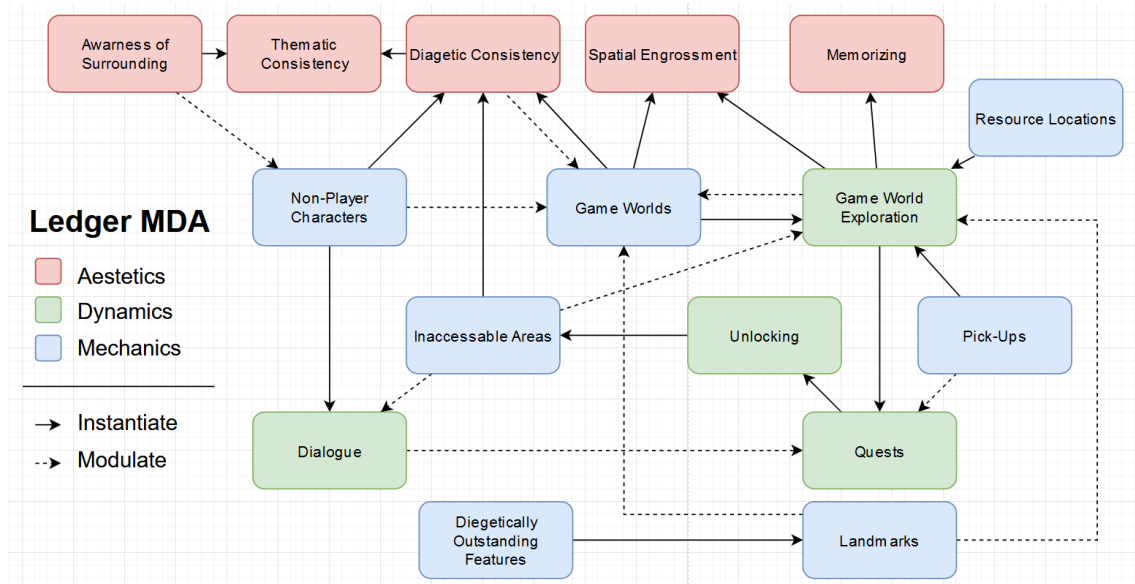 Awarness of
Surrounding
Thematic
Consistency
Diagetic Consistency
Spatial Engrossment
Memorizing
Resource Locations
Non-Player
Characters
Game Worlds
Game World
Exploration
Ledger MDA
Aestetics
Dynamics
Mechanics
Inaccessable Areas
Unlocking
Pick-Ups
Instantiate
Modulate
Dialogue
Quests
Diegetically
Outstanding
Features
Landmarks